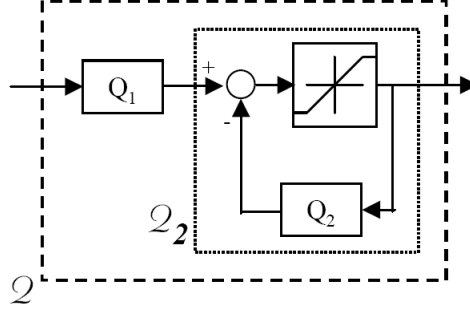 Q₁
+
-
Q₂
𝒬₂
𝒬